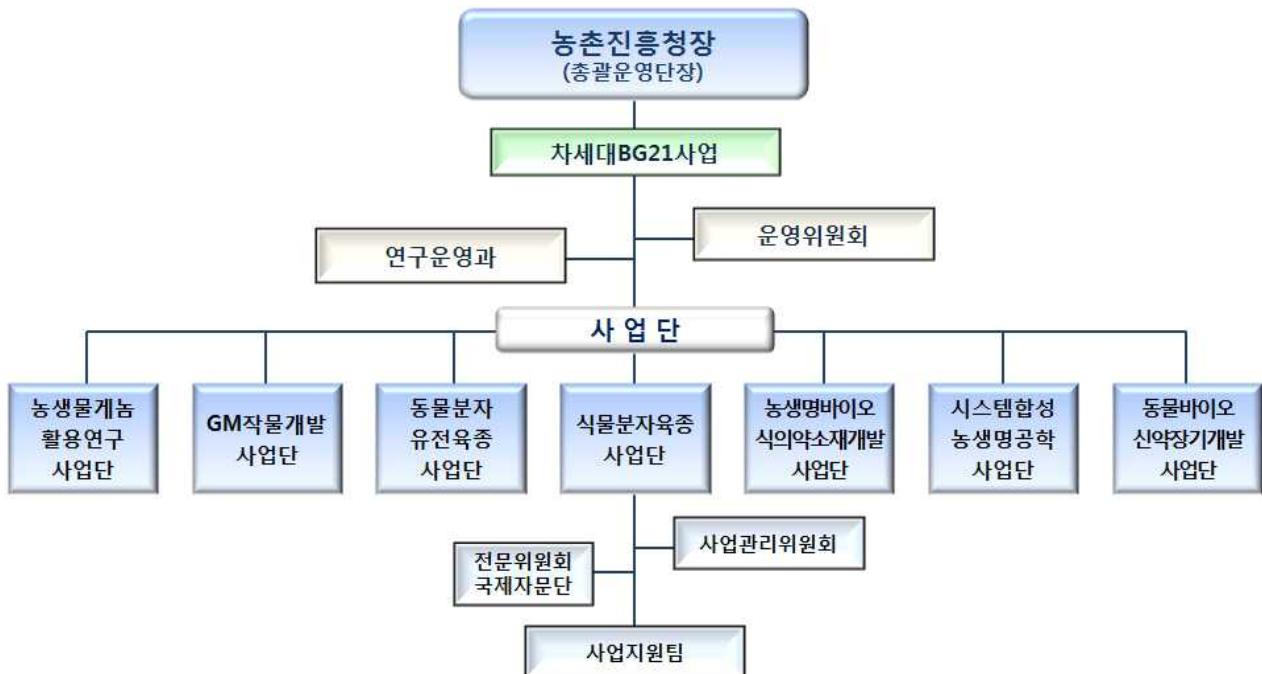 농촌진흥청장
(총괄운영단장)
차세대BG21사업
운영위원회
연구운영과
사 업 단
농생물게놈
활용연구
사업단
GM작물개발
사업단
동물분자
유전육종
사업단
식물분자육종
사업단
농생명바이오
식의약소재개발
사업단
시스템합성
농생명공학
사업단
동물바이오
신약장기개발
사업단
사업관리위원회
전문위원회
국제자문단
사업지원팀